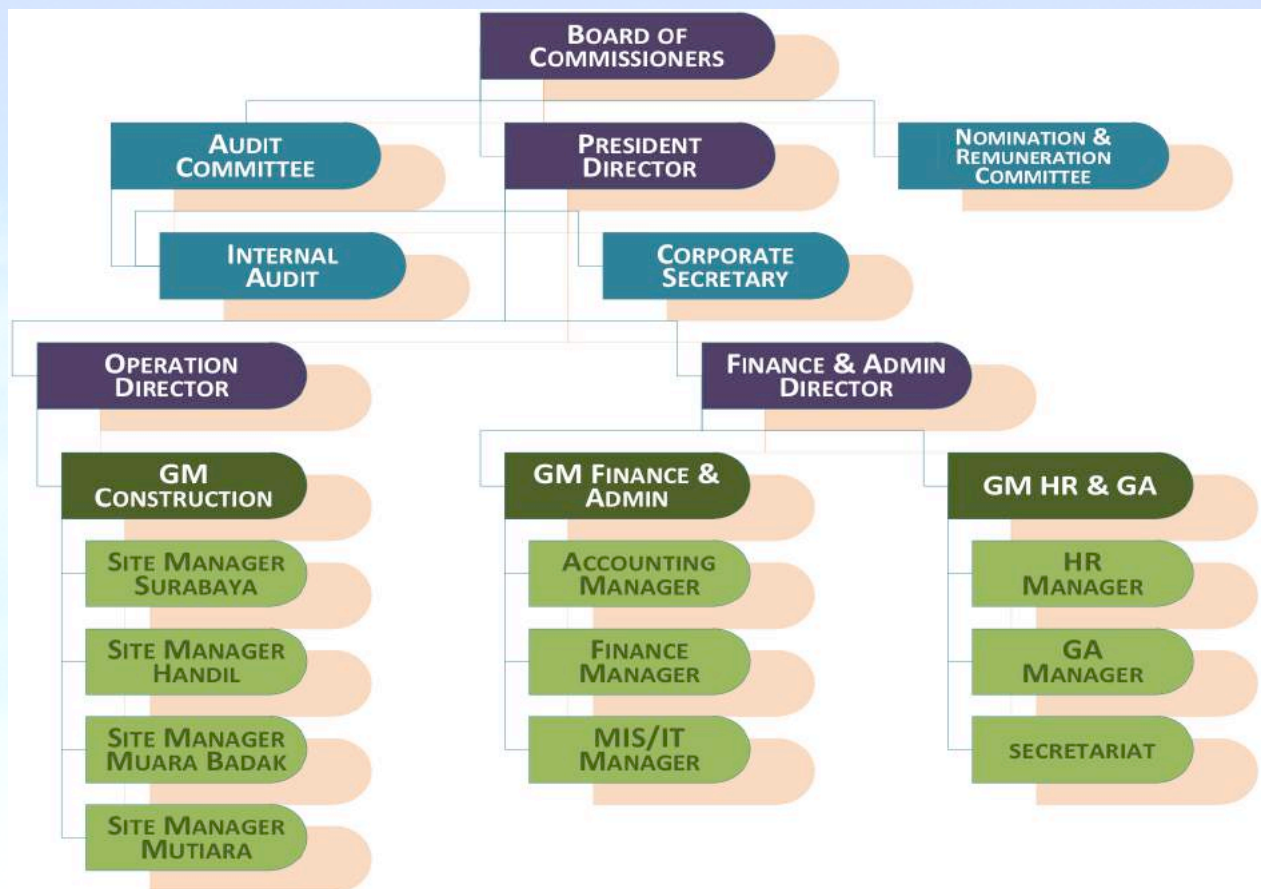 BOARD OF
COMMISSIONERS
AUDIT
COMMITTEE
PRESIDENT
DIRECTOR
NOMINATION &
REMUNERATION
COMMITTEE
INTERNAL
AUDIT
CORPORATE
SECRETARY
OPERATION
DIRECTOR
FINANCE & ADMIN
DIRECTOR
GM
CONSTRUCTION
GM FINANCE &
ADMIN
GM HR & GA
SITE MANAGER
SURABAYA
ACCOUNTING
MANAGER
HR
MANAGER
SITE MANAGER
HANDIL
FINANCE
MANAGER
GA
MANAGER
SITE MANAGER
MUARA BADAK
MIS/IT
MANAGER
SECRETARIAT
SITE MANAGER
MUTIARA